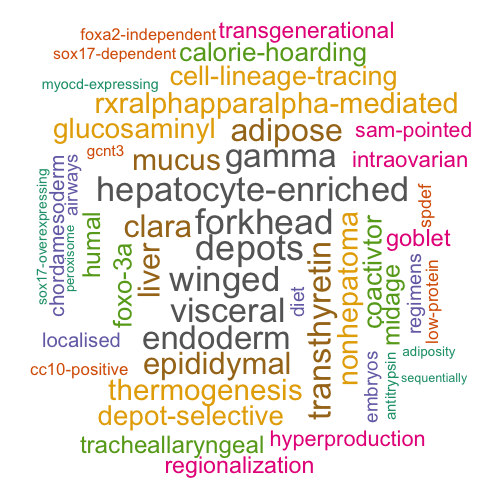 foxa2-independent
transgenerational
sox17-dependent
calorie-hoarding
myocd-expressing
cell-lineage-tracing
rxralphapparalpha-mediated
glucosaminyl
adipose
sam-pointed
gcnt3
mucus
gamma
intraovarian
sox17-overexpressing
chordamesoderm
peroxisome
airways
humal
hepatocyte-enriched
foxo-3a
clara
forkhead
liver
depots
winged
visceral
endoderm
diet
transthyretin
nonhepatoma
coactivtor
midage
goblet
regimens
spdef
low-protein
localised
cc10-positive
epididymal
embryos
antitrypsin
adiposity
sequentially
thermogenesis
depot-selective
tracheallaryngeal
hyperproduction
regionalization